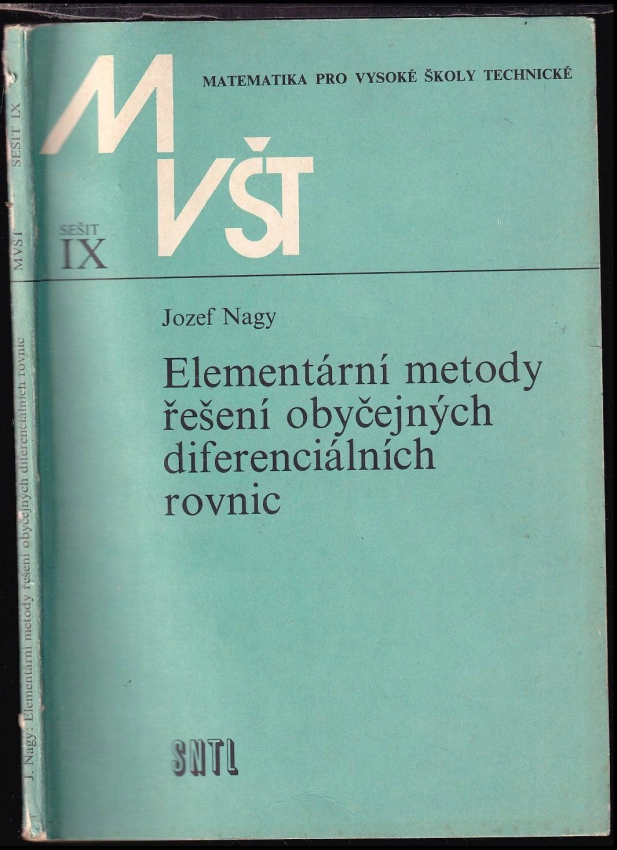 MATEMATIKA PRO VYSOKÉ ŠKOLY TECHNICKÉ
M
VŠT
SEŠIT
IX
Jozef Nagy
Elementární metody
řešení obyčejných
diferenciálních
rovnic
SNTL
J. Nagy: Elementární metody řešení obyčejných diferenciálních rovnic MVŠT SEŠIT IX